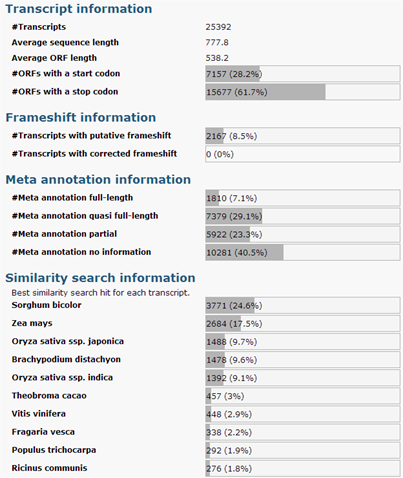 Transcript information
#Transcripts 25392
Average sequence length 777.8
Average ORF length 538.2
#ORFs with a start codon 7157 (28.2%)
#ORFs with a stop codon 15677 (61.7%)
Frameshift information
#Transcripts with putative frameshift 2167 (8.5%)
#Transcripts with corrected frameshift 0 (0%)
Meta annotation information
#Meta annotation full-length 1810 (7.1%)
#Meta annotation quasi full-length 7379 (29.1%)
#Meta annotation partial 5922 (23.3%)
#Meta annotation no information 10281 (40.5%)
Similarity search information
Best similarity search hit for each transcript.
Sorghum bicolor 3771 (24.6%)
Zea mays 2684 (17.5%)
Oryza sativa ssp. japonica 1488 (9.7%)
Brachypodium distachyon 1478 (9.6%)
Oryza sativa ssp. indica 1392 (9.1%)
Theobroma cacao 457 (3%)
Vitis vinifera 448 (2.9%)
Fragaria vesca 338 (2.2%)
Populus trichocarpa 292 (1.9%)
Ricinus communis 276 (1.8%)